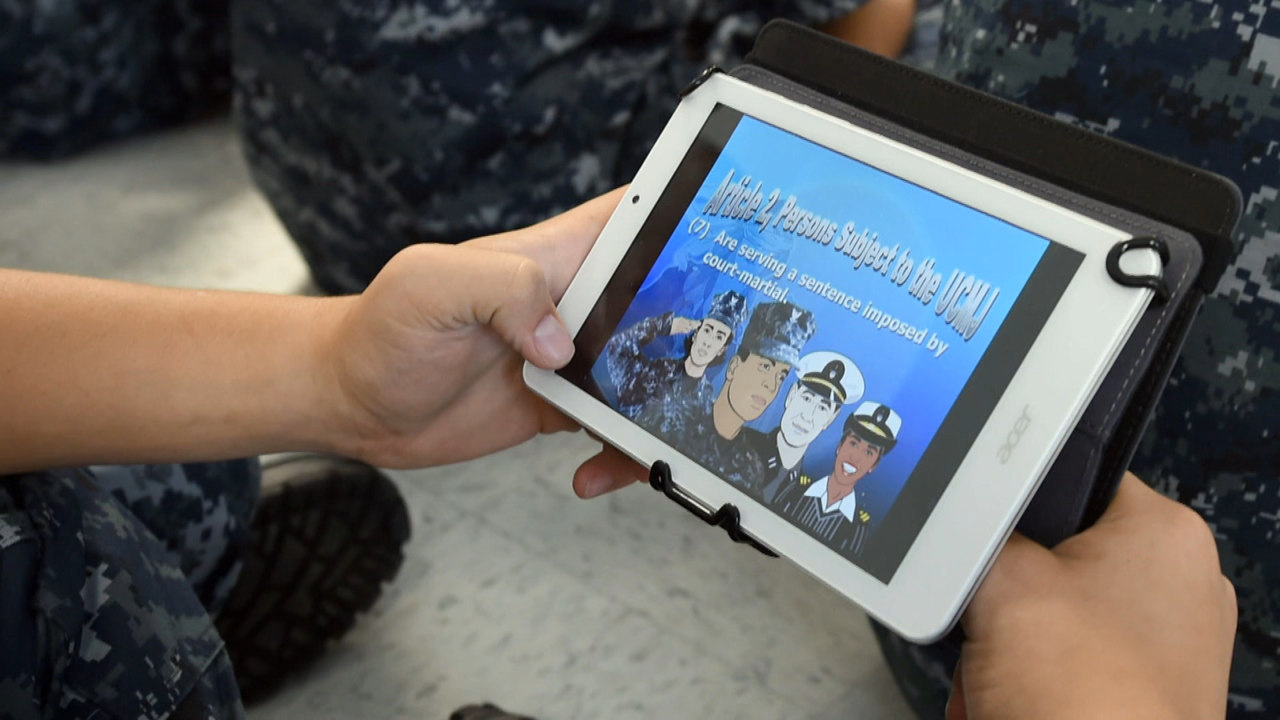 Article 2, Persons Subject to the UCMJ
(7) Are serving a sentence imposed by
court-martial.
acer